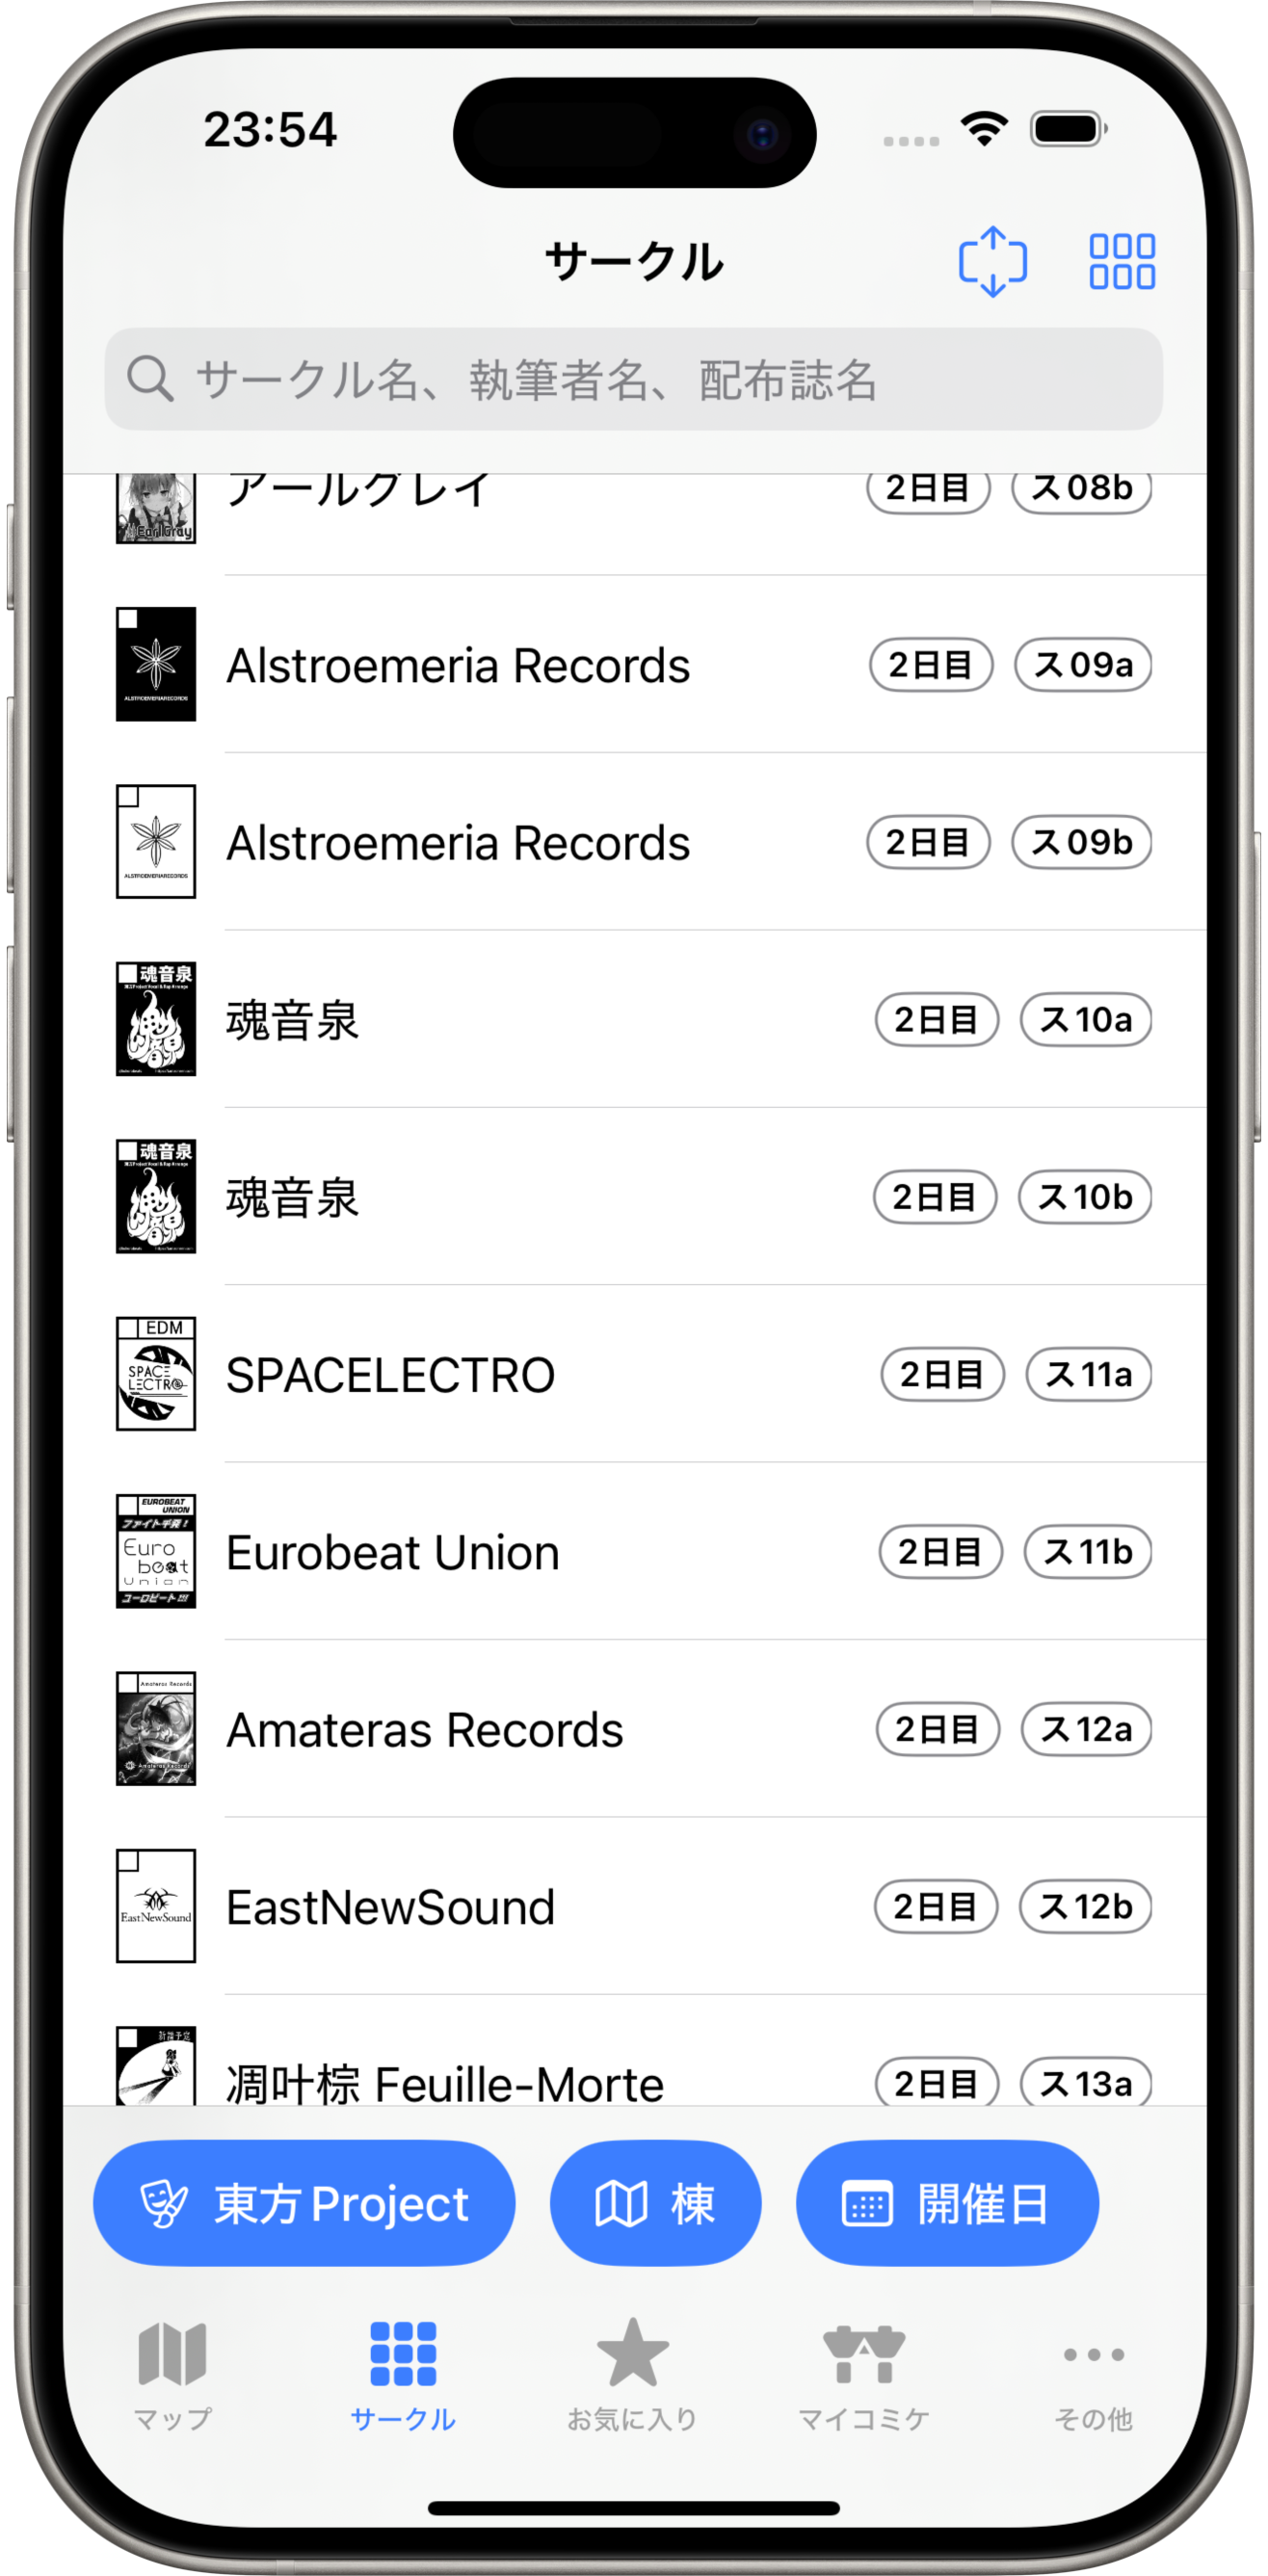 23:54
サークル
サークル名、執筆者名、配布誌名
アールグレイ 2日目 ス08b
EarlGray
Alstroemeria Records 2日目 ス09a
ALSTROEMERIARECORDS
Alstroemeria Records 2日目 ス09b
ALSTROEMERIARECORDS
魂音泉
魂音泉 2日目 ス10a
魂音泉
魂音泉 2日目 ス10b
EDM
SPACE
LECTRO
SPACELECTRO 2日目 ス11a
EUROBEAT
UNION
ファイト平発!
Euro
beat
Union
ユーロビート!!!
Eurobeat Union 2日目 ス11b
Amateras Records
Amateras Records
Amateras Records 2日目 ス12a
EastNewSound
EastNewSound 2日目 ス12b
新譜予定
凋叶棕 Feuille-Morte 2日目 ス13a
東方Project 棟 開催日
マップ サークル お気に入り マイコミケ その他